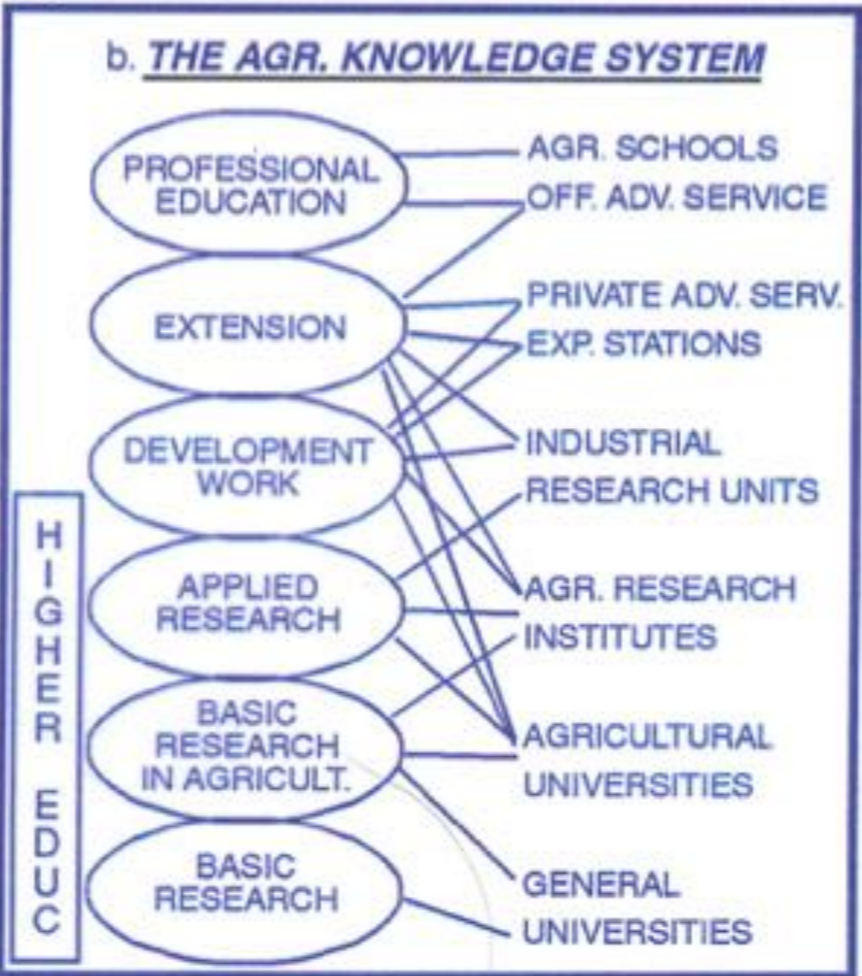 b. THE AGR. KNOWLEDGE SYSTEM
PROFESSIONAL
EDUCATION
EXTENSION
DEVELOPMENT
WORK
APPLIED
RESEARCH
BASIC
RESEARCH
IN AGRICULT.
BASIC
RESEARCH
HIGHER EDUC
AGR. SCHOOLS
OFF. ADV. SERVICE
PRIVATE ADV. SERV.
EXP. STATIONS
INDUSTRIAL
RESEARCH UNITS
AGR. RESEARCH
INSTITUTES
AGRICULTURAL
UNIVERSITIES
GENERAL
UNIVERSITIES